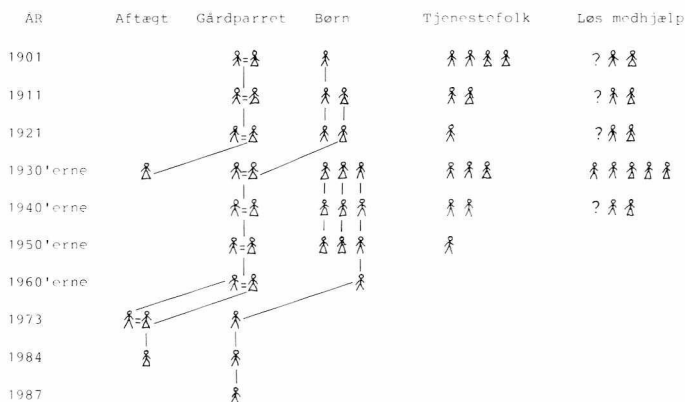 ÅR Aftægt Gårdparret Børn Tjenestefolk Løs medhjælp
1901 ?
1911 ?
1921 ?
1930'erne
1940'erne ?
1950'erne
1960'erne
1973
1984
1987